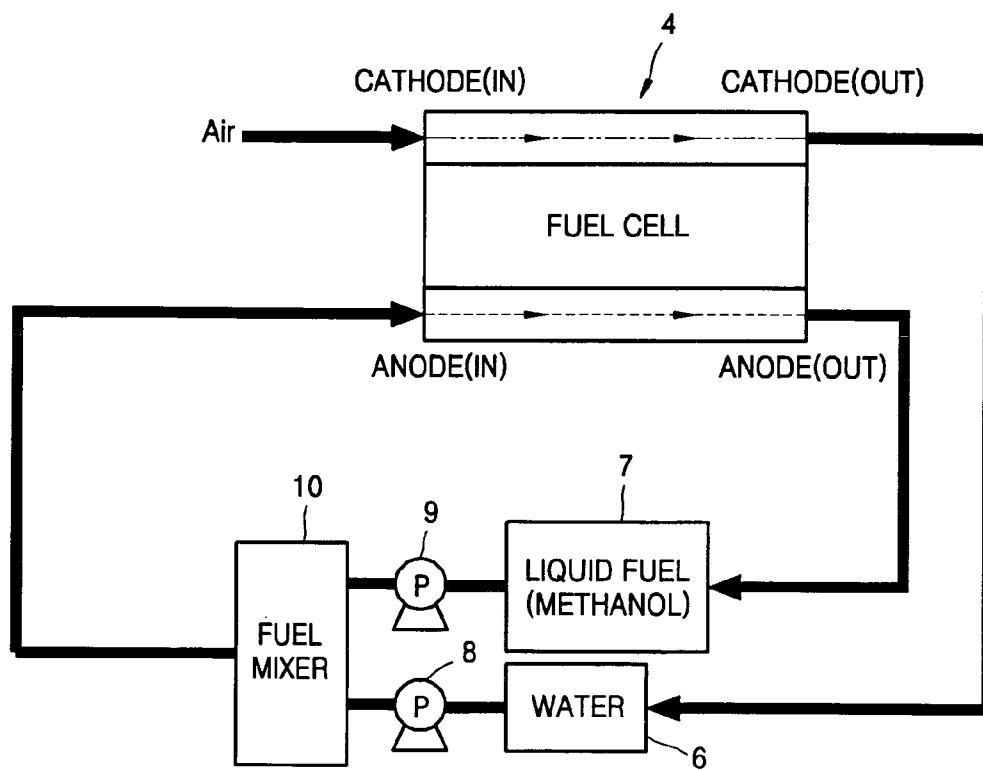 4
CATHODE(IN)
CATHODE(OUT)
Air
FUEL CELL
ANODE(IN)
ANODE(OUT)
10
9
7
P
LIQUID FUEL
(METHANOL)
FUEL
MIXER
8
P
WATER
6